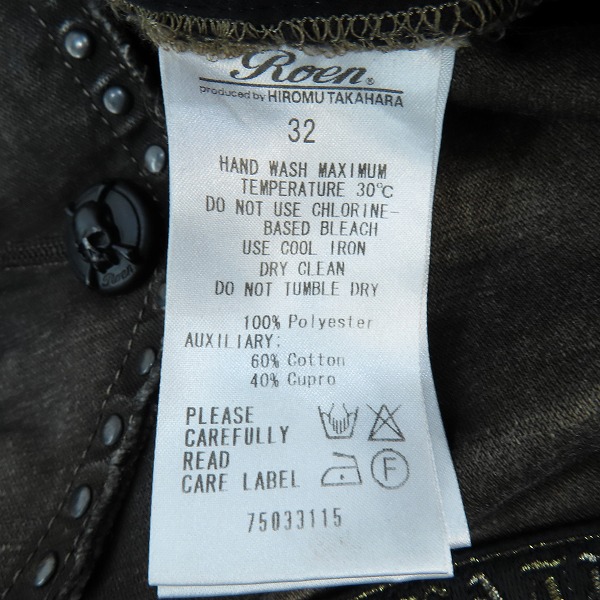 Roen®
produced by HIROMU TAKAHARA
32
HAND WASH MAXIMUM
TEMPERATURE 30℃
DO NOT USE CHLORINE-
BASED BLEACH
USE COOL IRON
DRY CLEAN
DO NOT TUMBLE DRY
100% Polyester
AUXILIARY:
60% Cotton
40% Cupro
PLEASE
CAREFULLY
READ
CARE LABEL
F
75033115
Roen